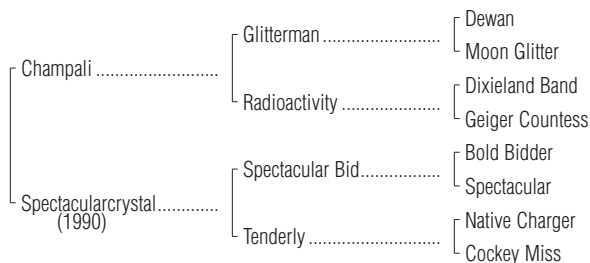 Dewan
Glitterman ........................
Moon Glitter
Champali ..........................
Dixieland Band
Radioactivity ....................
Geiger Countess
Bold Bidder
Spectacular Bid.................
Spectacular
Spectacularcrystal.............
(1990)
Native Charger
Tenderly ...........................
Cockey Miss